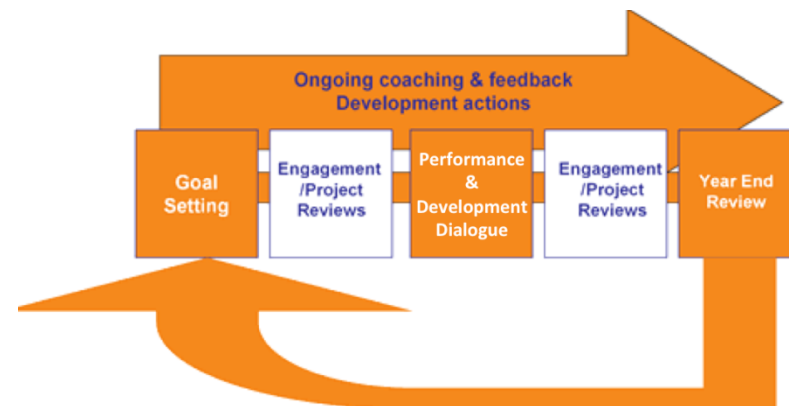 Ongoing coaching & feedback
Development actions
Goal
Setting
Engagement
/Project
Reviews
Performance
&
Development
Dialogue
Engagement
/Project
Reviews
Year End
Review